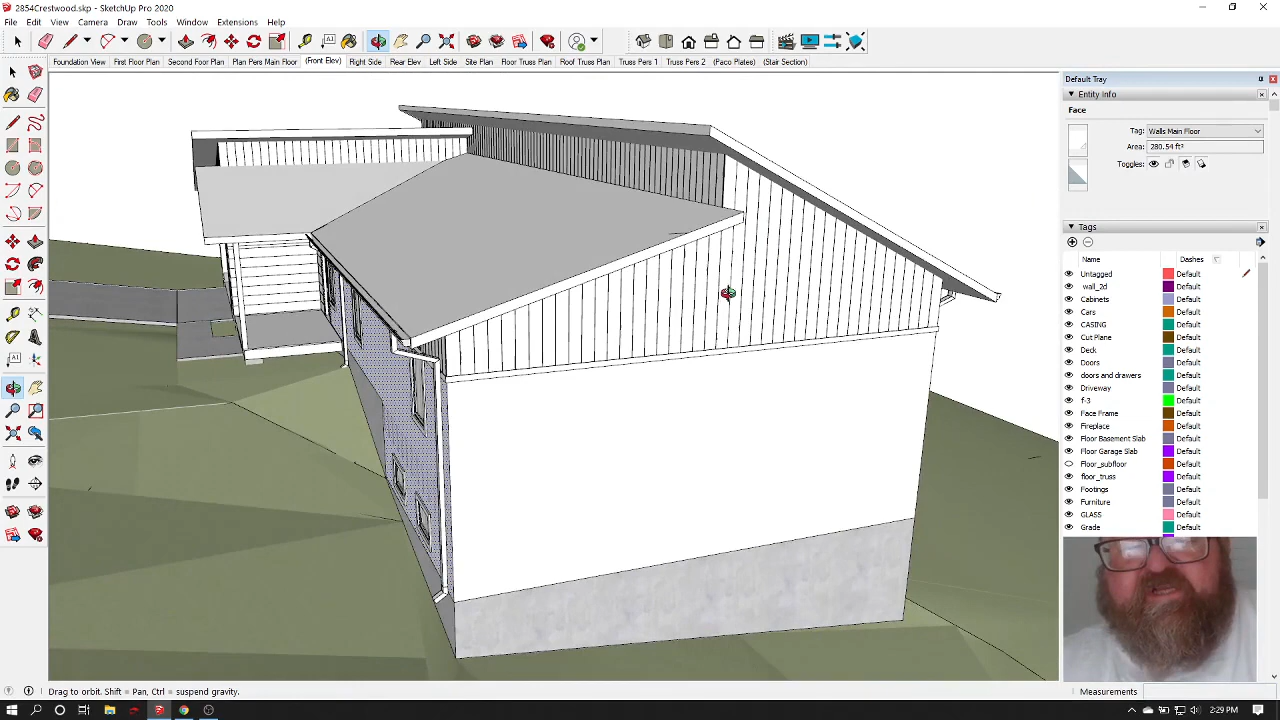 2854Crestwood.skp - SketchUp Pro 2020
File Edit View Camera Draw Tools Window Extensions Help
Foundation View First Floor Plan Second Foor Plan Plan Pers Main Floor (Front Elev) Right Side Rear Elev Left Side Site Plan Floor Truss Plan Roof Truss Plan Truss Pers 1 Truss Pers 2 (Paco Plates) (Stair Section)
Default Tray
Entity Info
Face
Tag: Walls Main Floor
Area: 280.54 ft²
Toggles:
Tags
Name Dashes
Untagged Default
wall_2d Default
Cabinets Default
Cars Default
CASING Default
Cut Plane Default
Deck Default
Doors Default
doors and drawers Default
Driveway Default
f-3 Default
Face Frame Default
Fireplace Default
Floor Basement Slab Default
Floor Garage Slab Default
Floor_subfloor Default
floor_truss Default
Footings Default
Furniture Default
GLASS Default
Grade Default
Drag to orbit. Shift = Pan, Ctrl = suspend gravity.
Measurements
2:29 PM